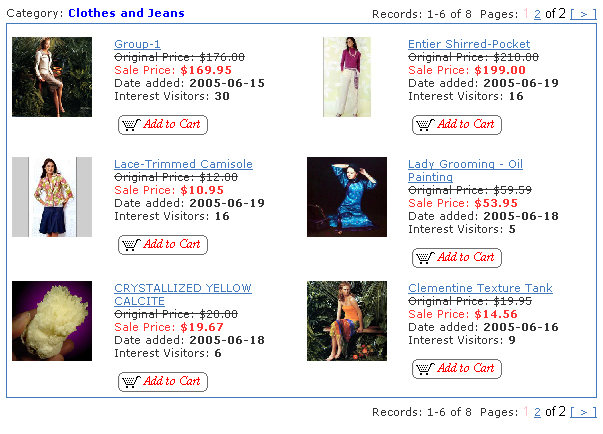 Category: Clothes and Jeans
Records: 1-6 of 8 Pages: 1 2 of 2 [ > ]
Group-1
Original Price: $176.00
Sale Price: $169.95
Date added: 2005-06-15
Interest Visitors: 30
Add to Cart
Entier Shirred-Pocket
Original Price: $210.00
Sale Price: $199.00
Date added: 2005-06-19
Interest Visitors: 16
Add to Cart
Lace-Trimmed Camisole
Original Price: $12.00
Sale Price: $10.95
Date added: 2005-06-19
Interest Visitors: 16
Add to Cart
Lady Grooming - Oil
Painting
Original Price: $59.59
Sale Price: $53.95
Date added: 2005-06-18
Interest Visitors: 5
Add to Cart
CRYSTALLIZED YELLOW
CALCITE
Original Price: $20.00
Sale Price: $19.67
Date added: 2005-06-18
Interest Visitors: 6
Add to Cart
Clementine Texture Tank
Original Price: $19.95
Sale Price: $14.56
Date added: 2005-06-16
Interest Visitors: 9
Add to Cart
Records: 1-6 of 8 Pages: 1 2 of 2 [ > ]